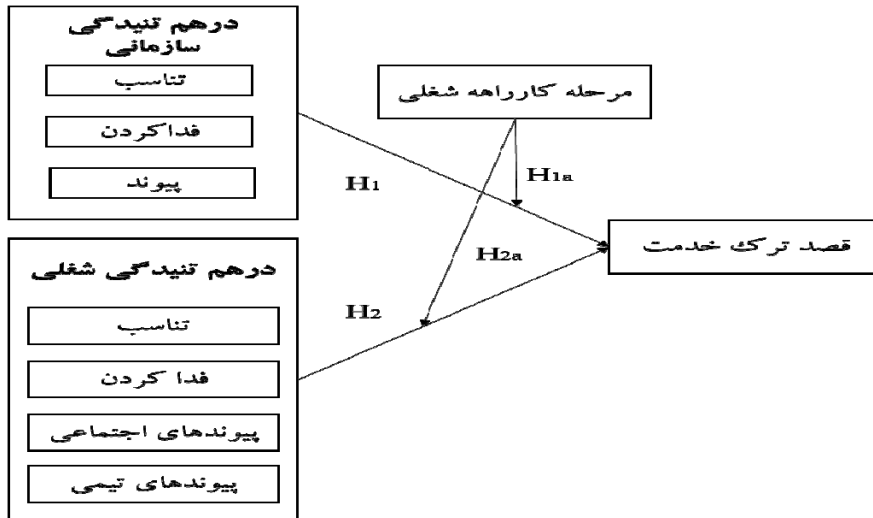 درهم تنیدگی
سازمانی
تناسب
فداکردن
پیوند
مرحله کارراهه شغلی
H1
H1a
قصد ترک خدمت
درهم تنیدگی شغلی
H2a
H2
تناسب
فدا کردن
پیوندهای اجتماعی
پیوندهای تیمی